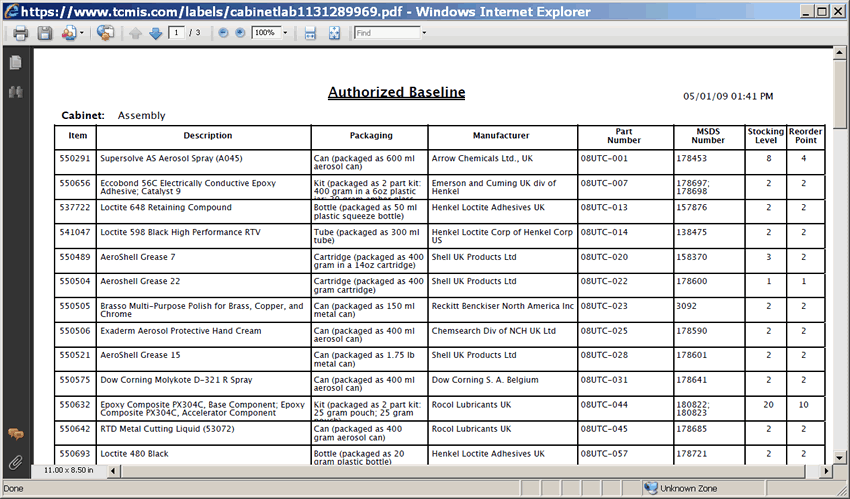 https://www.tcmis.com/labels/cabinetlab1131289969.pdf - Windows Internet Explorer
1 / 3 100% Find
Authorized Baseline
05/01/09 01:41 PM
Cabinet: Assembly
Item Description Packaging Manufacturer Part Number MSDS Number Stocking Level Reorder Point
550291 Supersolve AS Aerosol Spray (A045) Can (packaged as 600 ml aerosol can) Arrow Chemicals Ltd., UK 08UTC-001 178453 8 4
550656 Eccobond 56C Electrically Conductive Epoxy Adhesive; Catalyst 9 Kit (packaged as 2 part kit: 400 gram in a 6oz plastic jar; 30 gram amber glass Emerson and Cuming UK div of Henkel 08UTC-007 178697; 178698 2 2
537722 Loctite 648 Retaining Compound Bottle (packaged as 50 ml plastic squeeze bottle) Henkel Loctite Adhesives UK 08UTC-013 157876 2 2
541047 Loctite 598 Black High Performance RTV Tube (packaged as 300 ml tube) Henkel Loctite Corp of Henkel Corp US 08UTC-014 138475 2 2
550489 AeroShell Grease 7 Cartridge (packaged as 400 gram in a 14oz cartridge) Shell UK Products Ltd 08UTC-020 158370 3 2
550504 Aeroshell Grease 22 Cartridge (packaged as 400 gram cartridge) Shell UK Products Ltd 08UTC-022 178600 1 1
550505 Brasso Multi-Purpose Polish for Brass, Copper, and Chrome Can (packaged as 150 ml metal can) Reckitt Benckiser North America Inc 08UTC-023 3092 2 2
550506 Exaderm Aerosol Protective Hand Cream Can (packaged as 400 ml aerosol can) Chemsearch Div of NCH UK Ltd 08UTC-025 178590 2 2
550521 AeroShell Grease 15 Can (packaged as 1.75 lb metal can) Shell UK Products Ltd 08UTC-028 178601 2 2
550575 Dow Corning Molykote D-321 R Spray Can (packaged as 400 ml aerosol can) Dow Corning S. A. Belgium 08UTC-031 178641 2 2
550632 Epoxy Composite PX304C, Base Component; Epoxy Composite PX304C, Accelerator Component Kit (packaged as 2 part kit: 25 gram pouch; 25 gram pouch) Rocol Lubricants UK 08UTC-044 180822; 180823 20 10
550642 RTD Metal Cutting Liquid (53072) Can (packaged as 400 gram aerosol can) Rocol Lubricants UK 08UTC-045 178685 2 2
550693 Loctite 480 Black Bottle (packaged as 20 gram plastic bottle) Henkel Loctite Adhesives UK 08UTC-057 178721 2 2
11.00 x 8.50 in
Done Unknown Zone